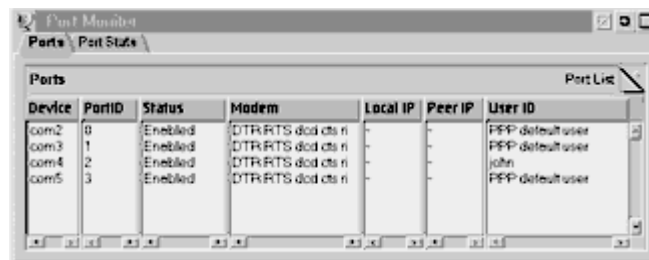 Port Monitor
Ports Port State
Ports Port List
Device PortID Status Modem Local IP Peer IP User ID
com2 0 Enabled DTR RTS dcd cts ri - - PPP default user
com3 1 Enabled DTR RTS dcd cts ri - - PPP default user
com4 2 Enabled DTR RTS dcd cts ri - - john
com5 3 Enabled DTR RTS dcd cts ri - - PPP default user